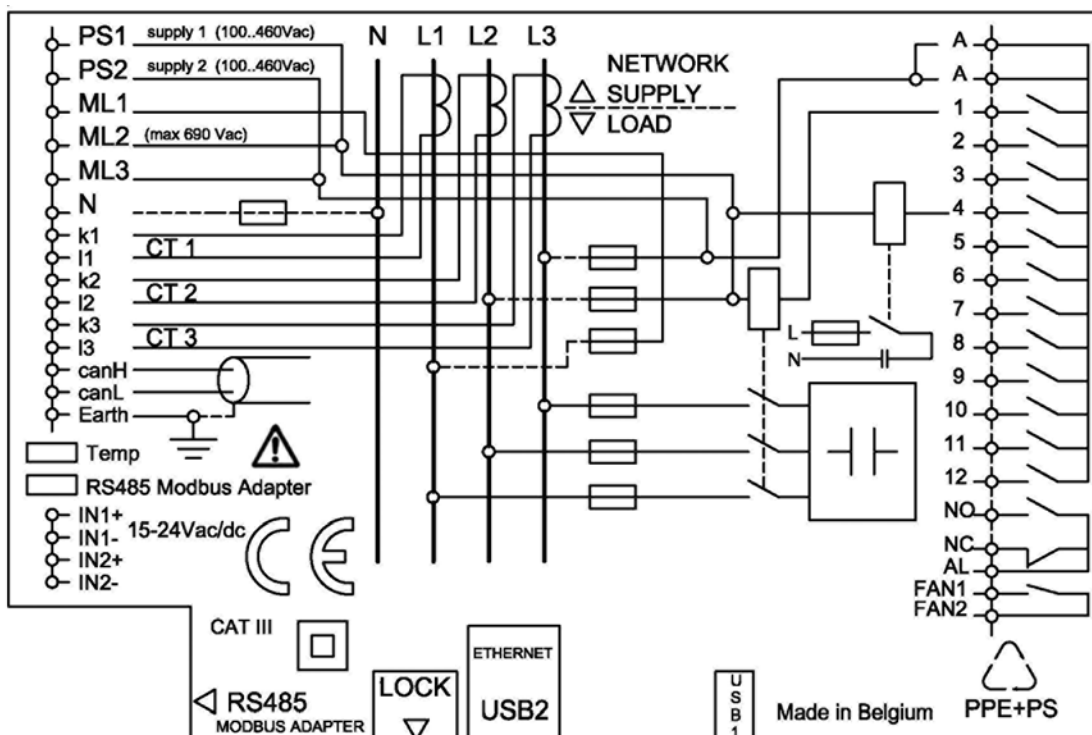 PS1 supply 1 (100..460Vac)
PS2 supply 2 (100..460Vac)
ML1
ML2 (max 690 Vac)
ML3
N
k1
l1 CT 1
k2
l2 CT 2
k3
l3 CT 3
canH
canL
Earth
Temp
RS485 Modbus Adapter
IN1+
IN1- 15-24Vac/dc
IN2+
IN2-
N L1 L2 L3
NETWORK
SUPPLY
LOAD
L
N
A
A
1
2
3
4
5
6
7
8
9
10
11
12
NO
NC
AL
FAN1
FAN2
CE
CAT III
RS485
MODBUS ADAPTER
LOCK
ETHERNET
USB2
USB1
Made in Belgium
PPE+PS